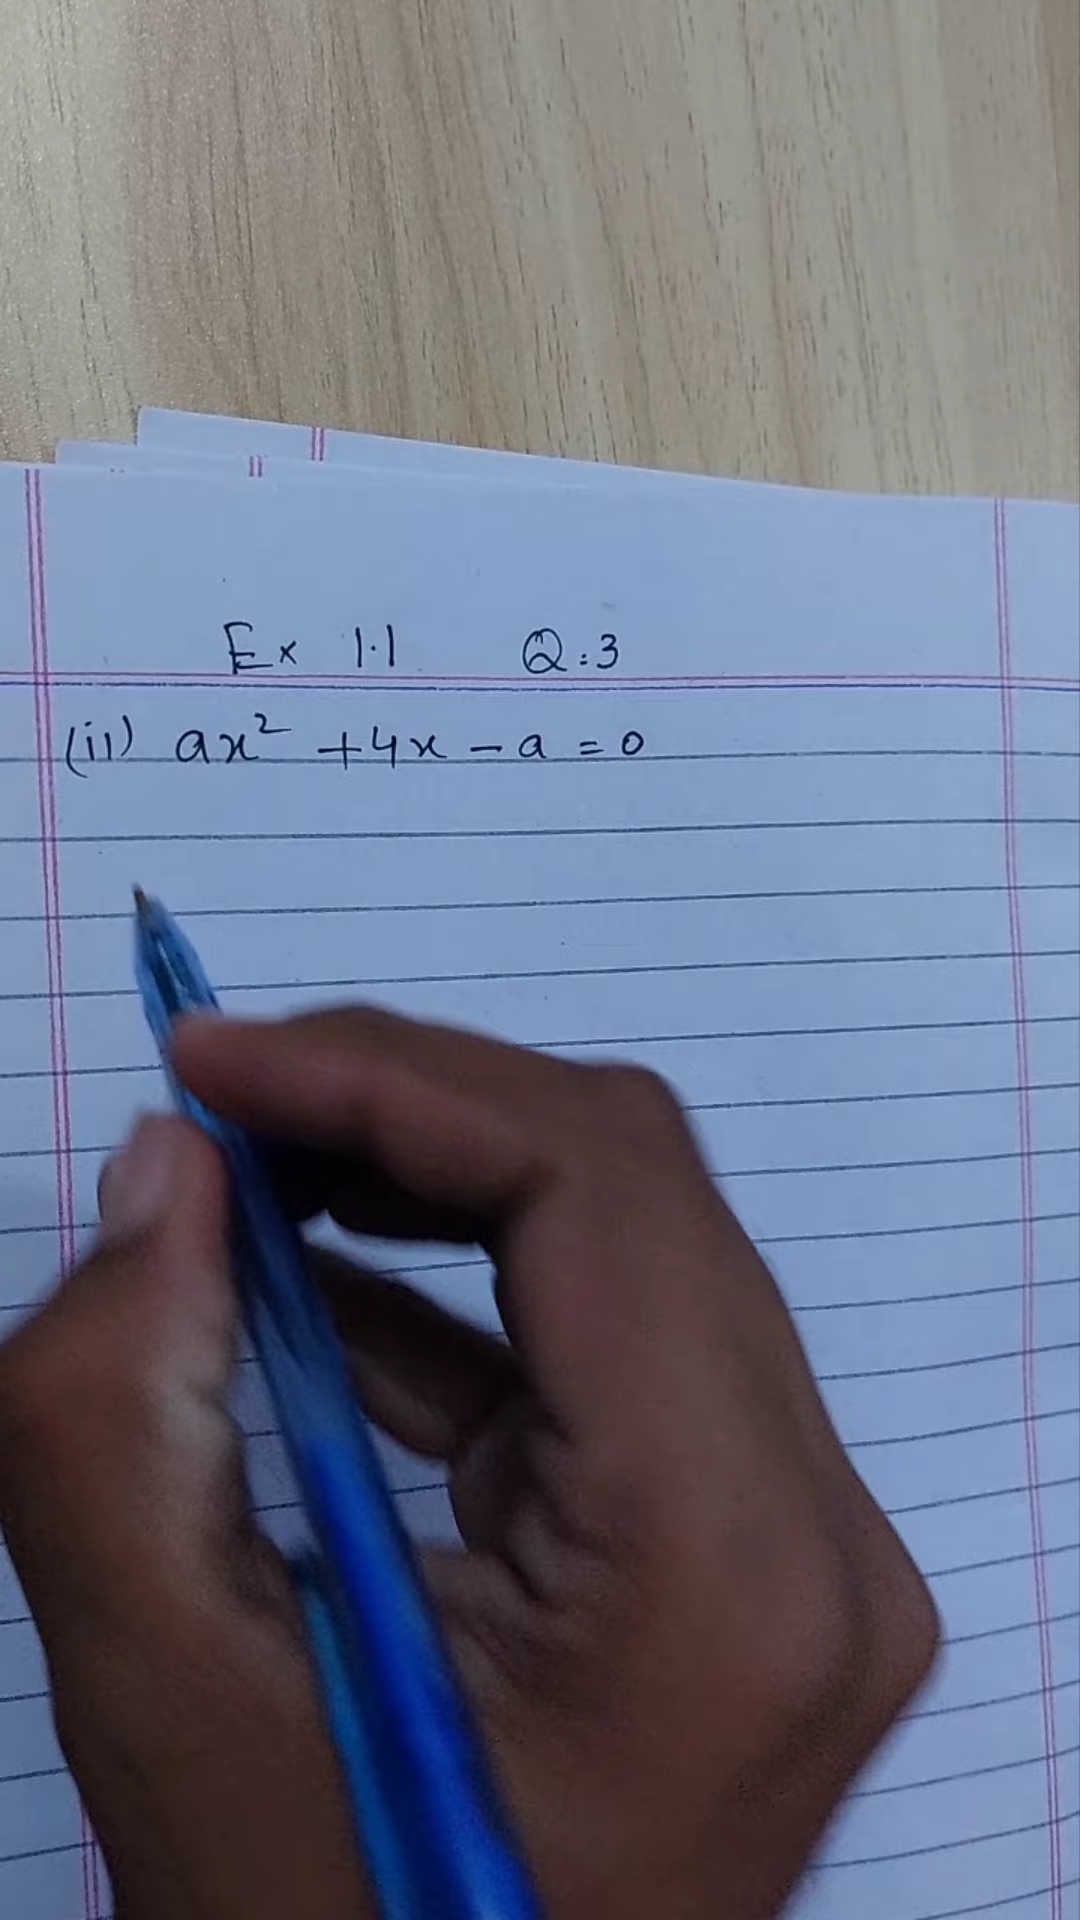 Ex 1.1 Q:3
(ii) ax² +4x - a = 0